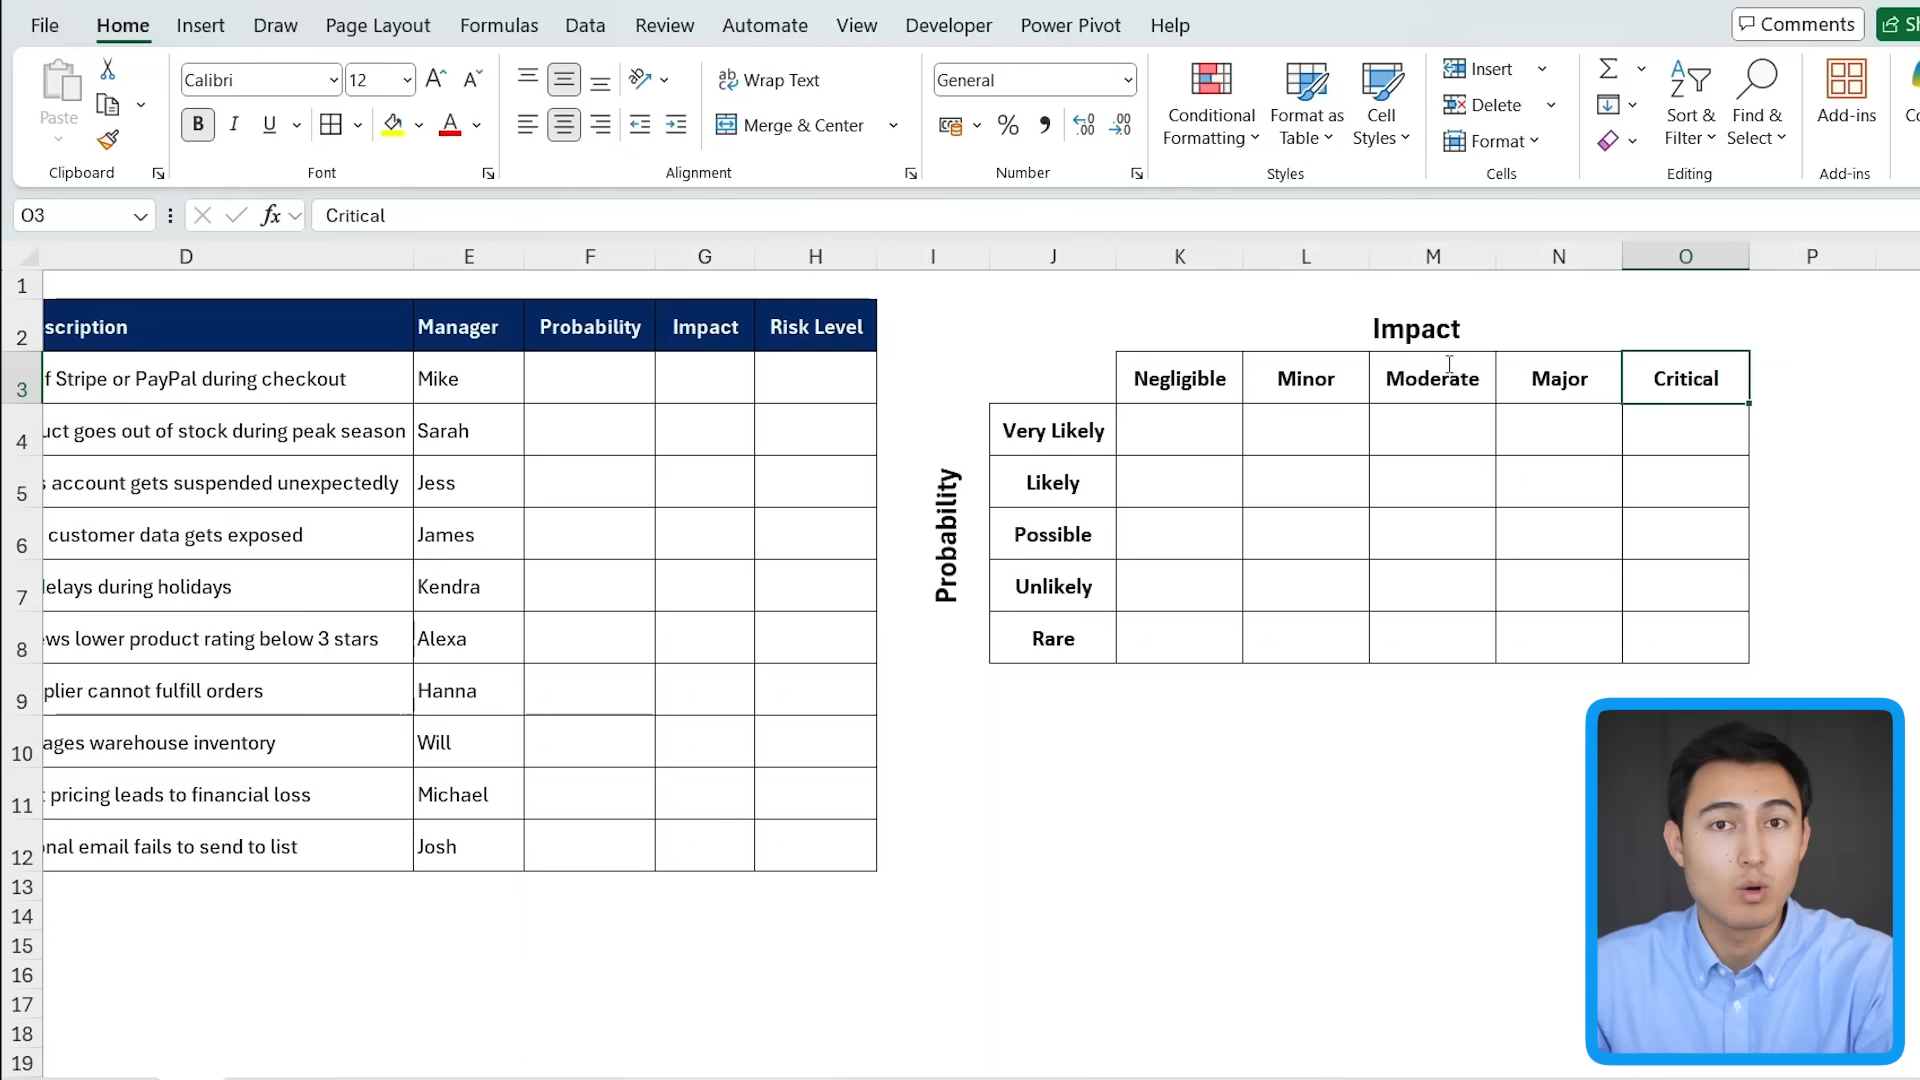 File Home Insert Draw Page Layout Formulas Data Review View Automate Developer Power Pivot Help Comments
Paste
Clipboard
Calibri 12
B I U
Font
Wrap Text
Merge & Center
Alignment
General
Number
Conditional Formatting
Format as Table
Cell Styles
Styles
Insert
Delete
Format
Cells
Sort & Filter
Find & Select
Editing
Add-ins
Add-ins
O3 fx Critical
D E F G H I J K L M N O P
1
2 scription Manager Probability Impact Risk Level Impact
3 f Stripe or PayPal during checkout Mike Negligible Minor Moderate Major Critical
4 uct goes out of stock during peak season Sarah Very Likely
5 s account gets suspended unexpectedly Jess Likely
Probability
6 customer data gets exposed James Possible
7 delays during holidays Kendra Unlikely
8 ews lower product rating below 3 stars Alexa Rare
9 plier cannot fulfill orders Hanna
10 ages warehouse inventory Will
11 t pricing leads to financial loss Michael
12 onal email fails to send to list Josh
13
14
15
16
17
18
19